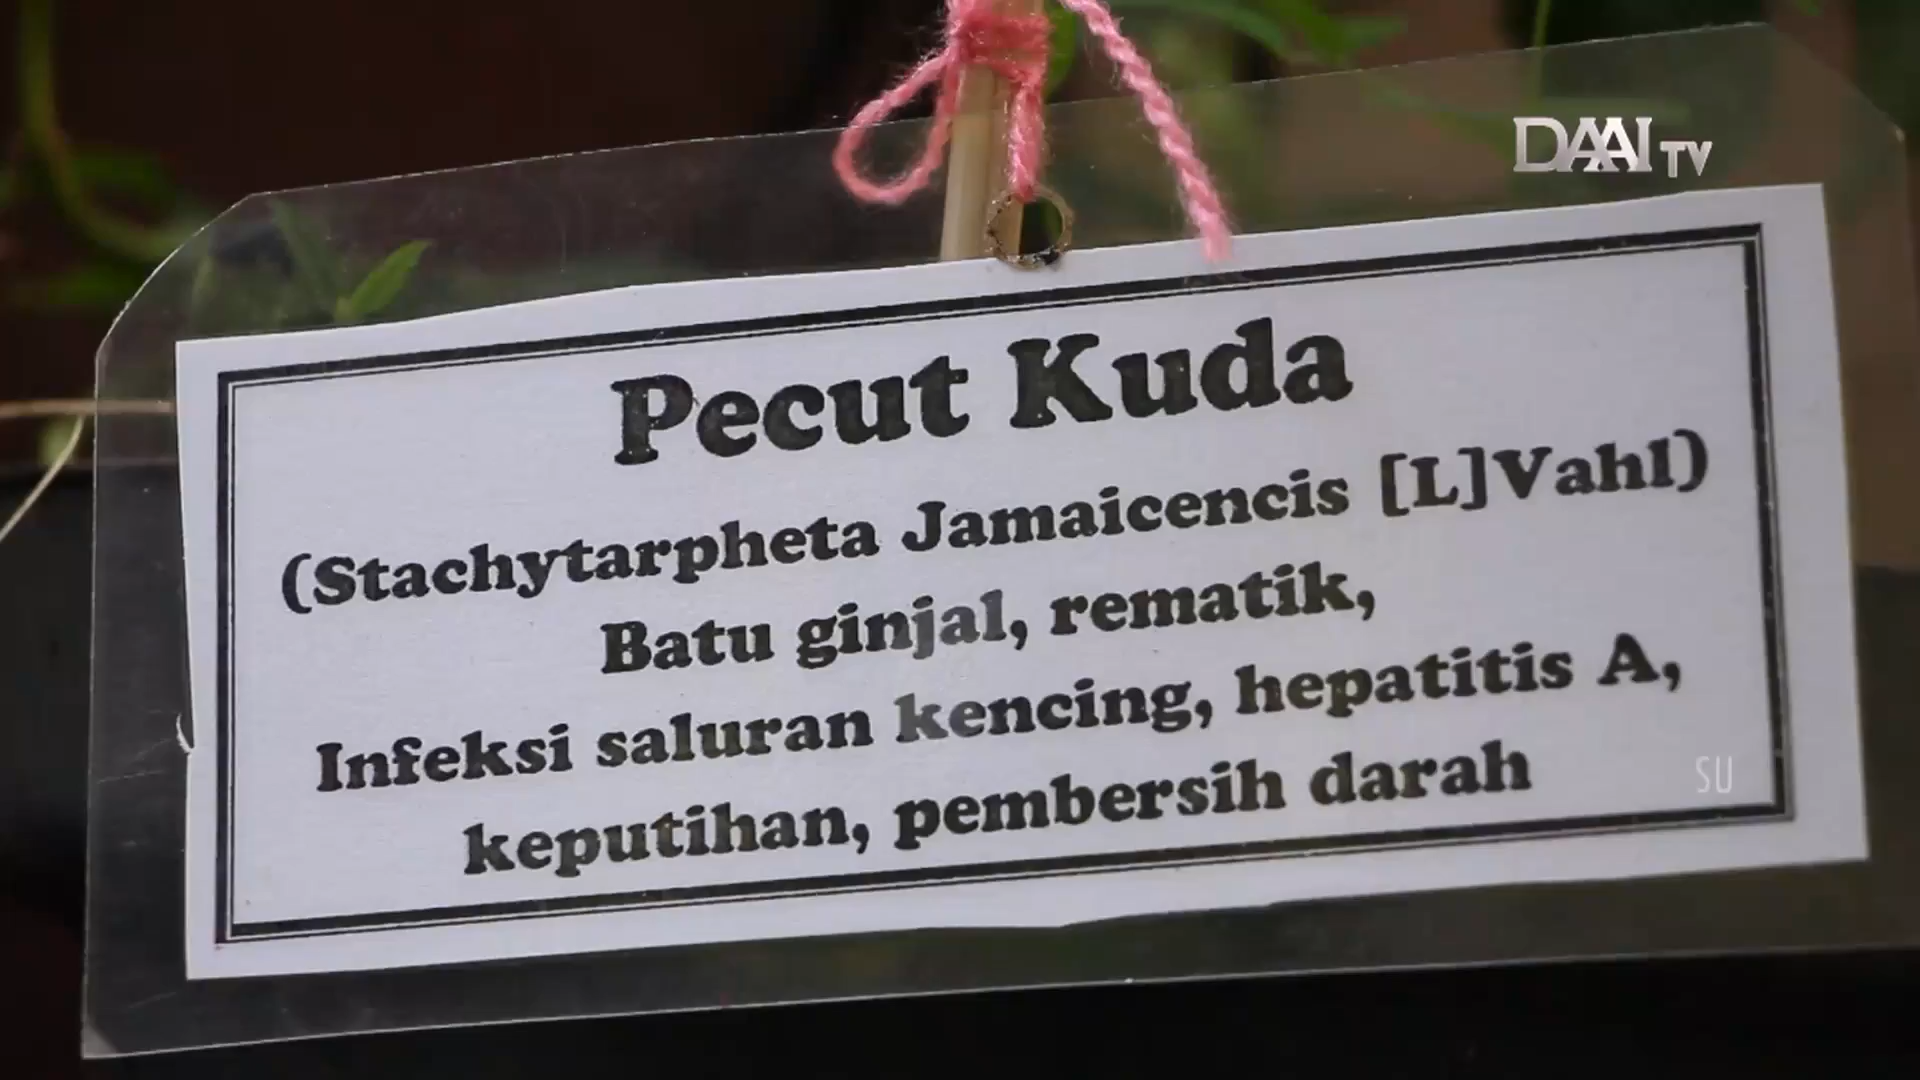 DAAI TV
Pecut Kuda
(Stachytarpheta Jamaicencis [L]Vahl)
Batu ginjal, rematik,
Infeksi saluran kencing, hepatitis A,
keputihan, pembersih darah
SU